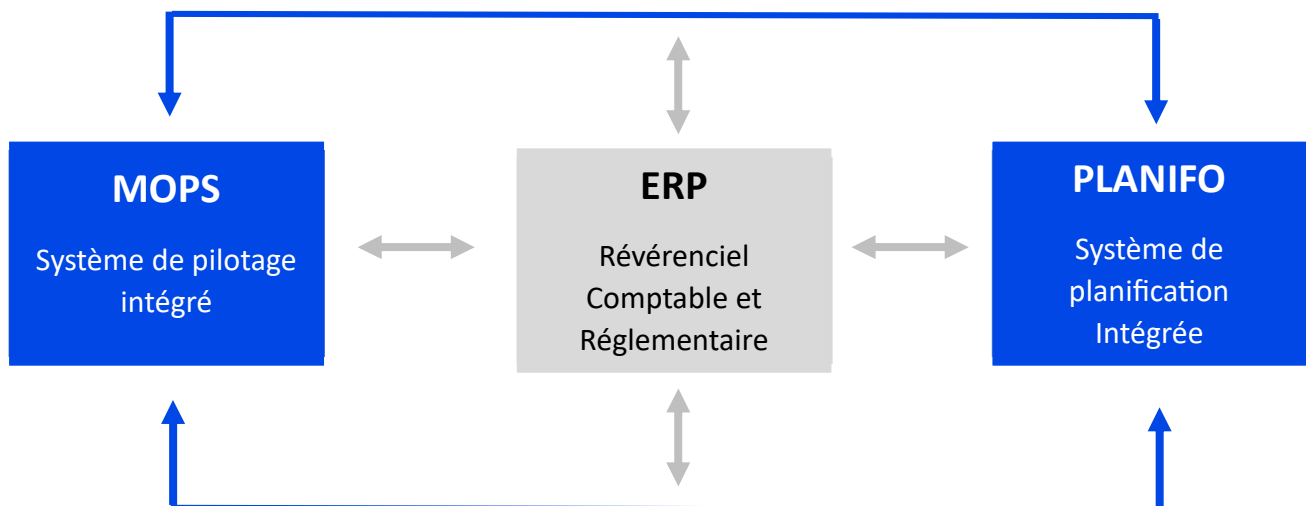 MOPS
Système de pilotage
intégré
ERP
Révérenciel
Comptable et
Réglementaire
PLANIFO
Système de
planification
Intégrée